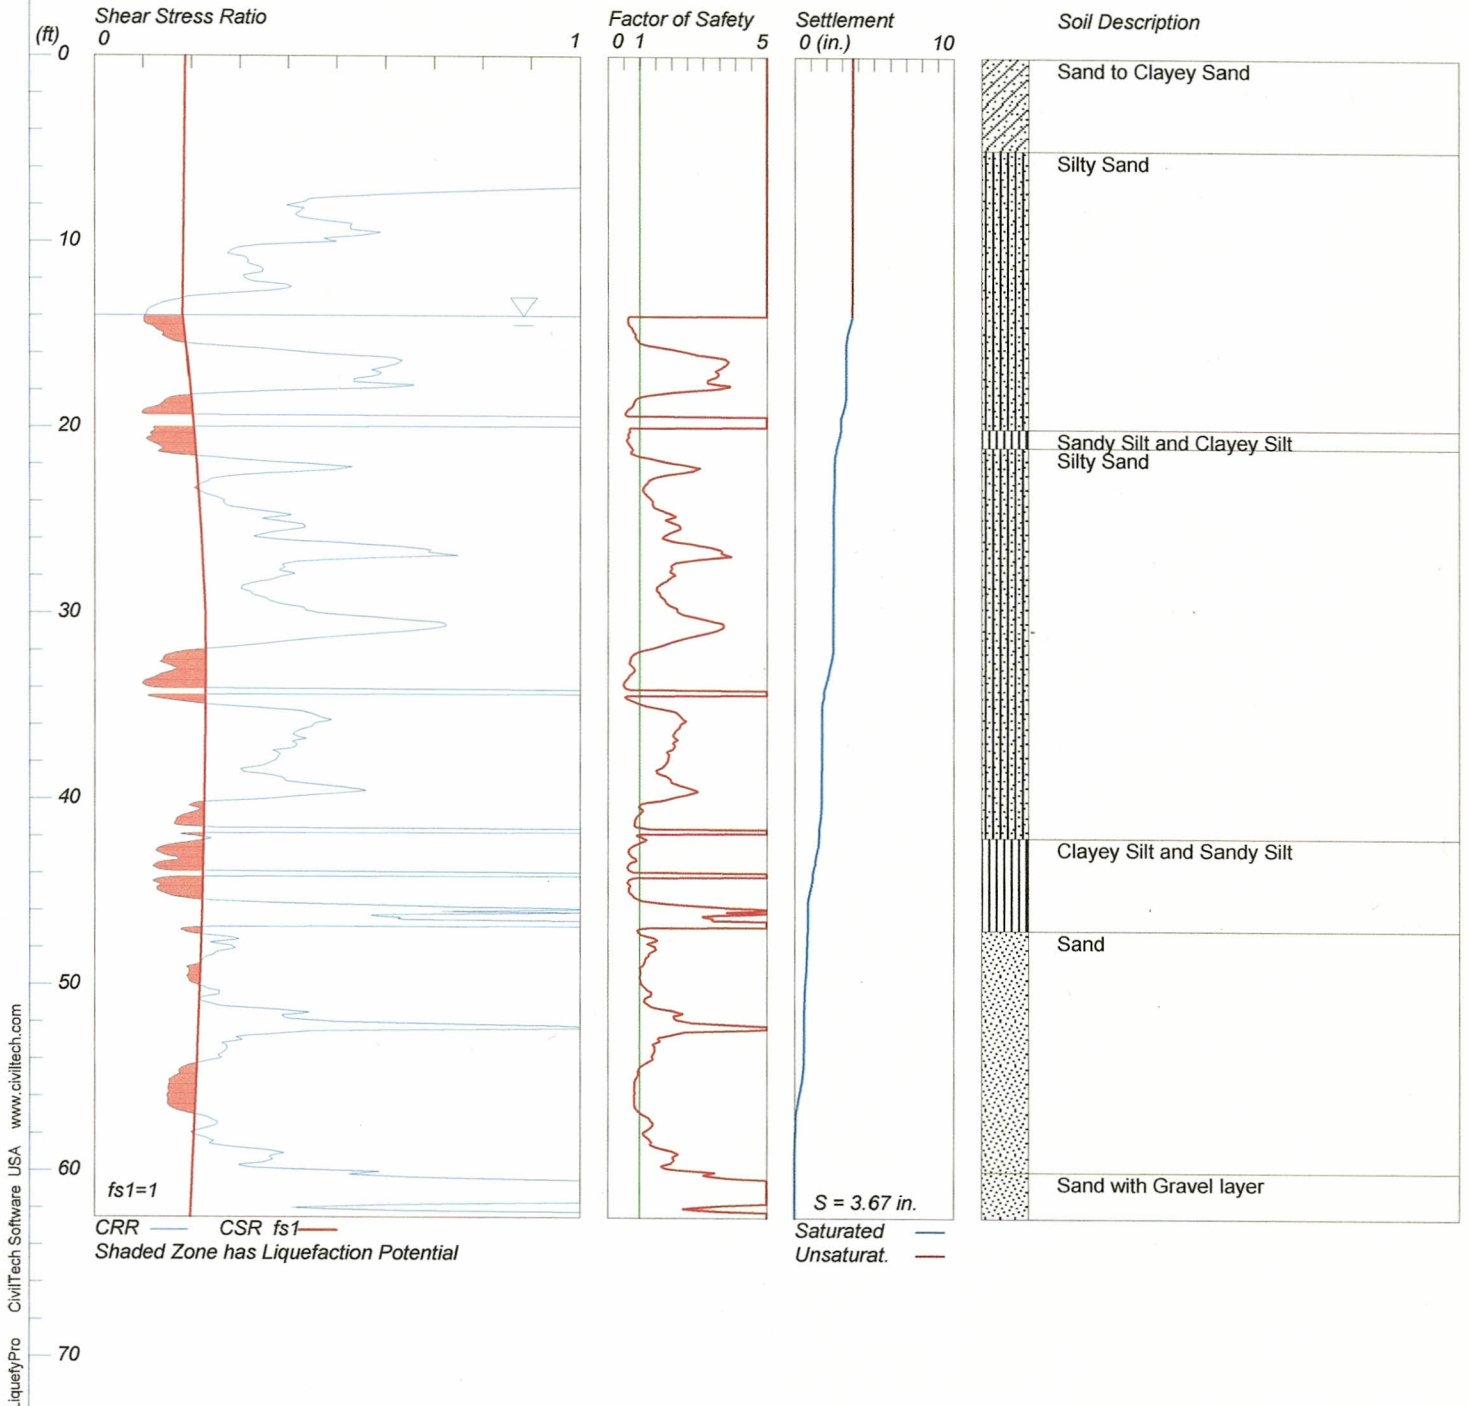 Shear Stress Ratio
Factor of Safety
Settlement
Soil Description
(ft)
0 1
0 1 5
0 (in.) 10
0
10
20
30
40
50
60
70
Sand to Clayey Sand
Silty Sand
Sandy Silt and Clayey Silt
Silty Sand
Clayey Silt and Sandy Silt
Sand
Sand with Gravel layer
fs1=1
S = 3.67 in.
CRR CSR fs1
Shaded Zone has Liquefaction Potential
Saturated
Unsaturat.
iquefyPro CivilTech Software USA www.civiltech.com